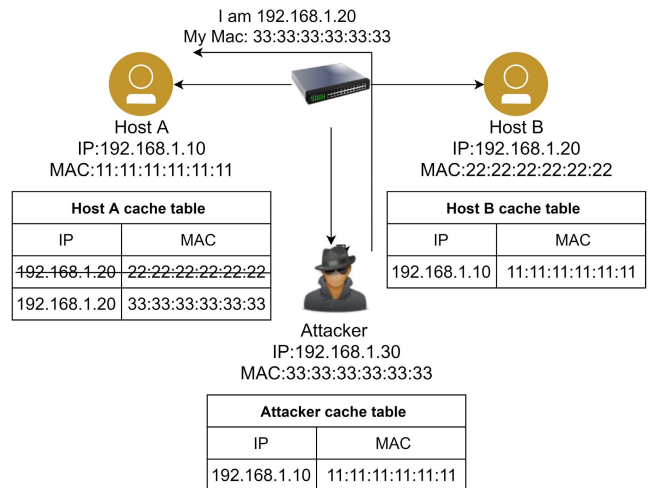 I am 192.168.1.20
My Mac: 33:33:33:33:33:33
Host A
IP:192.168.1.10
MAC:11:11:11:11:11:11
Host B
IP:192.168.1.20
MAC:22:22:22:22:22:22
Host A cache table
IP MAC
192.168.1.20 22:22:22:22:22:22
192.168.1.20 33:33:33:33:33:33
Host B cache table
IP MAC
192.168.1.10 11:11:11:11:11:11
Attacker
IP:192.168.1.30
MAC:33:33:33:33:33:33
Attacker cache table
IP MAC
192.168.1.10 11:11:11:11:11:11